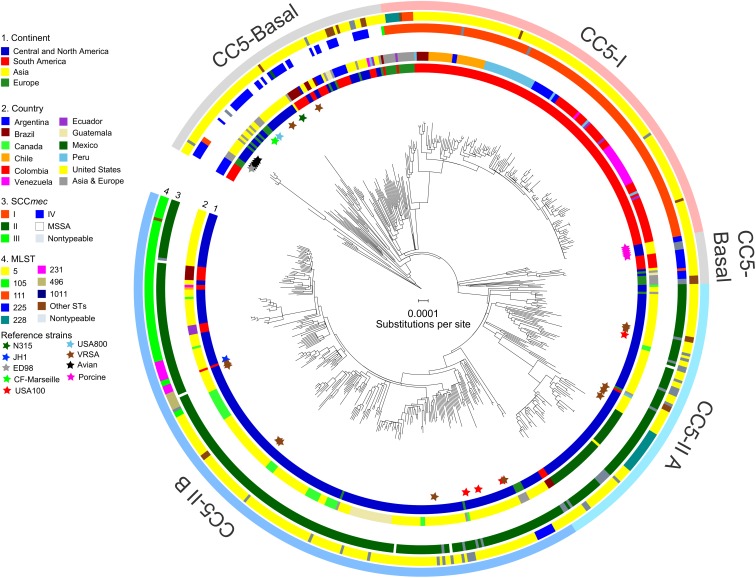 1. Continent
Central and North America
South America
Asia
Europe
2. Country
Argentina
Ecuador
Brazil
Guatemala
Canada
Mexico
Chile
Peru
Colombia
United States
Venezuela
Asia & Europe
3. SCCmec
I
IV
II
MSSA
III
Nontypeable
4. MLST
5
231
105
496
111
1011
225
Other STs
228
Nontypeable
Reference strains
N315
USA800
JH1
VRSA
ED98
Avian
CF-Marseille
Porcine
USA100
CC5-Basal
CC5-I
CC5-
Basal
CC5-II A
CC5-II B
4
3
2
1
0.0001
Substitutions per site